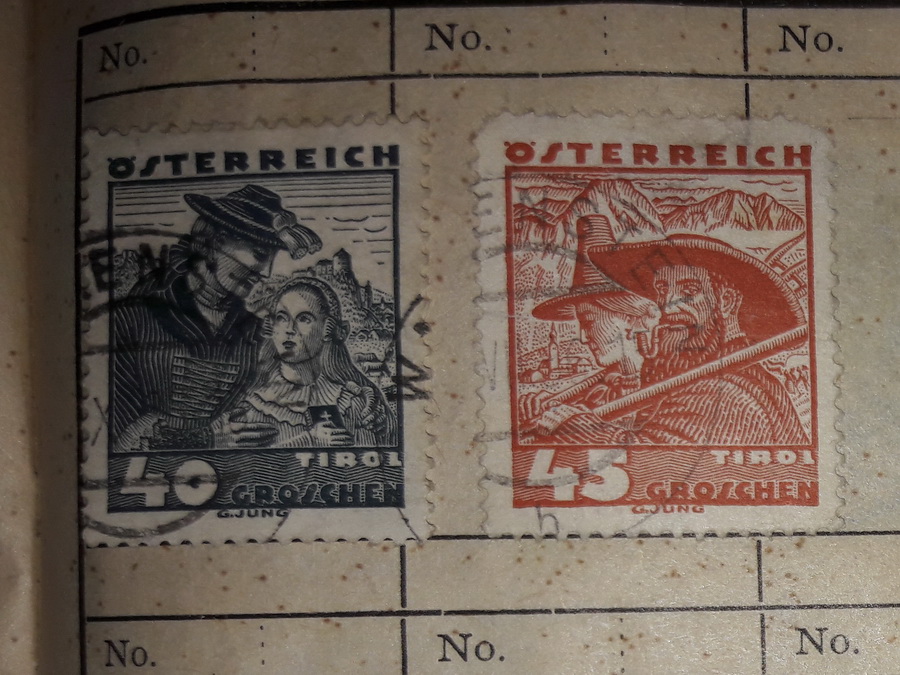 No.
No.
No.
ÖSTERREICH
TIROL
40 GROSCHEN
G.JUNG
ÖSTERREICH
TIROL
45 GROSCHEN
G.JUNG
No.
No.
No.